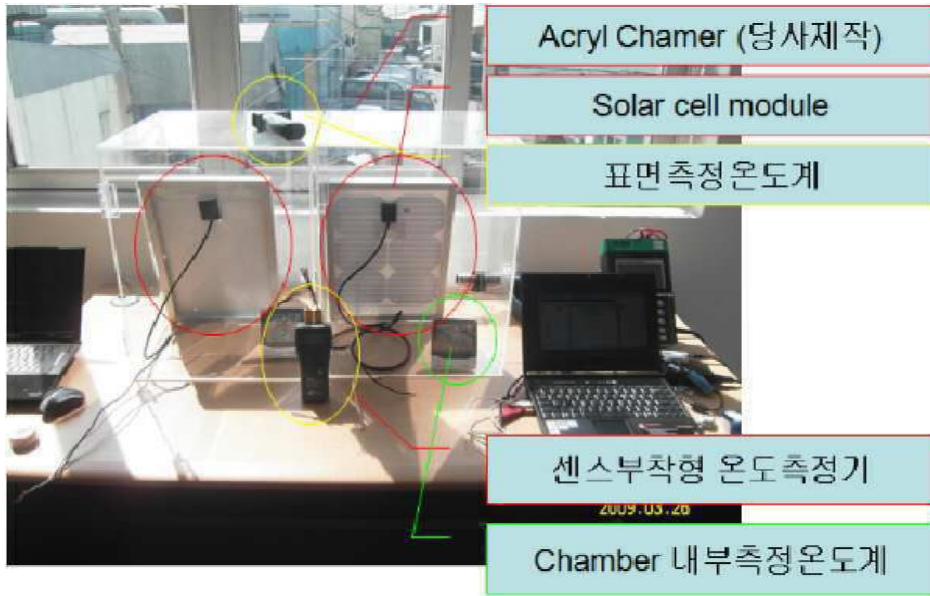 Acryl Chamer (당사제작)
Solar cell module
표면측정온도계
센스부착형 온도측정기
2009.03.26
Chamber 내부측정온도계